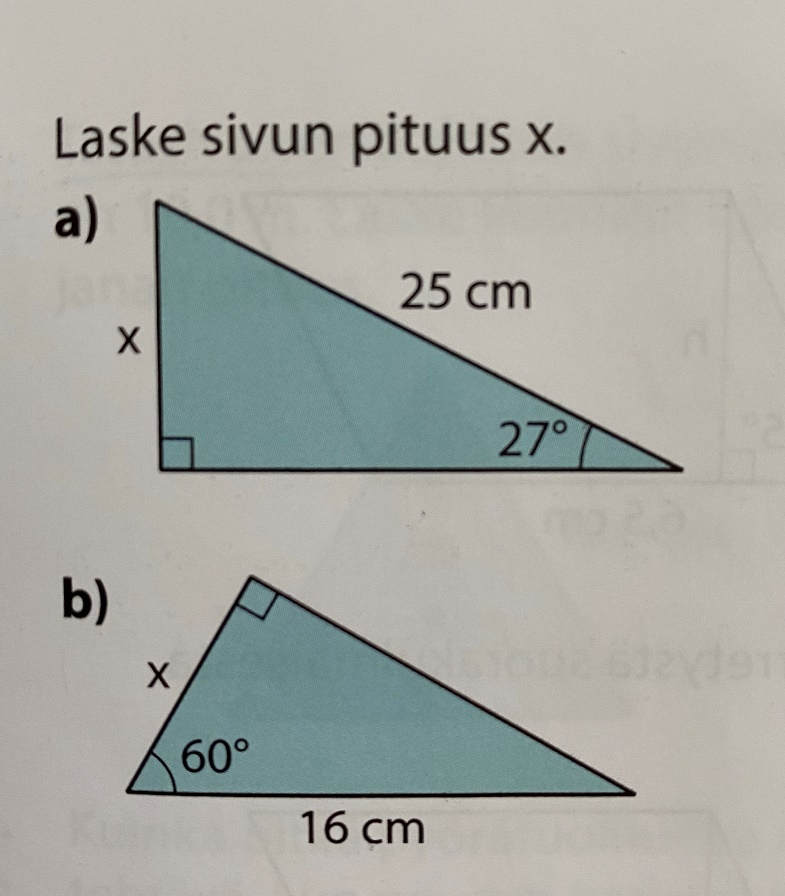 Laske sivun pituus x.
a)
25 cm
x
27°
b)
x
60°
16 cm